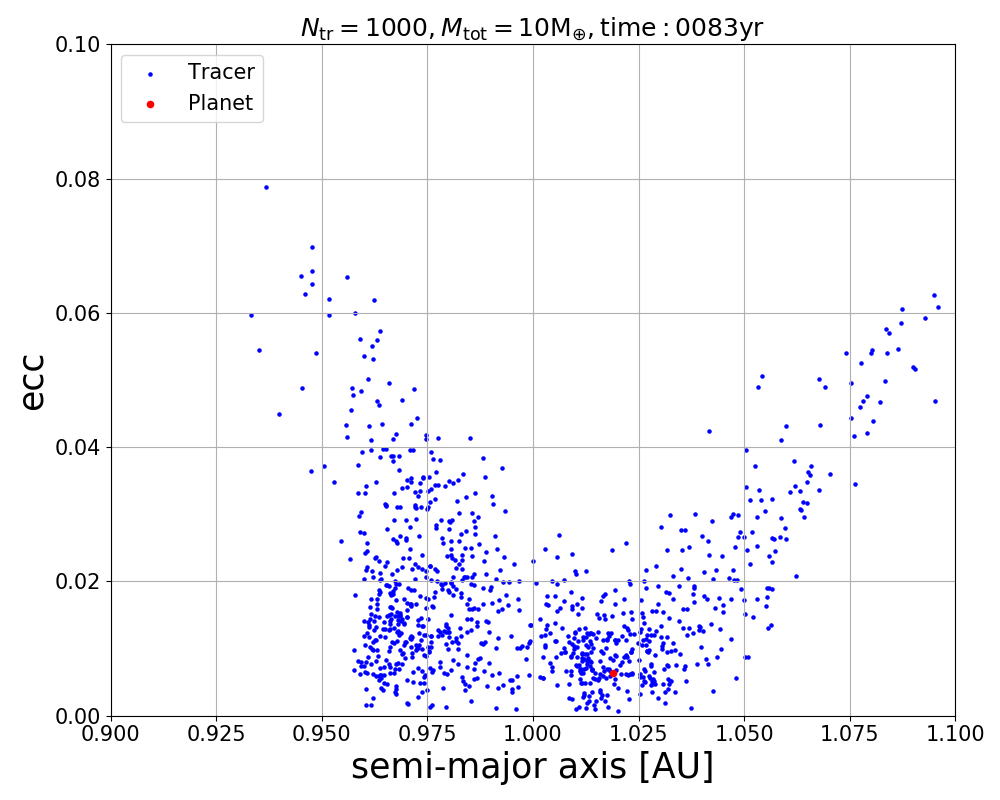 N_tr = 1000, M_tot = 10M_⊕, time : 0083yr
Tracer
Planet
ecc
0.10
0.08
0.06
0.04
0.02
0.00
0.900 0.925 0.950 0.975 1.000 1.025 1.050 1.075 1.100
semi-major axis [AU]